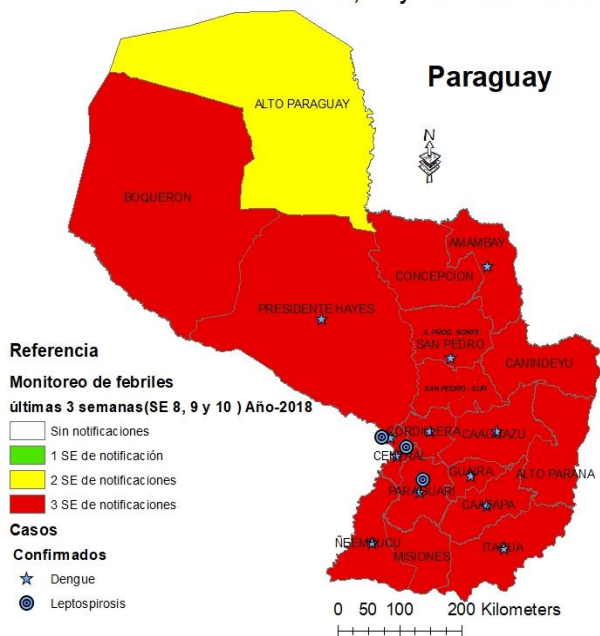 Paraguay
N
ALTO PARAGUAY
BOQUERON
AMAMBAY
CONCEPCION
PRESIDENTE HAYES
SAN PEDRO
CANINDEYU
SAN PEDRO - SUR
CORDILLERA
CAAGUAZU
CENTRAL
GUAIRA
ALTO PARANA
PARAGUARI
CAAZAPA
ÑEEMBUCU
MISIONES
ITAPUA
Referencia
Monitoreo de febriles
últimas 3 semanas(SE 8, 9 y 10 ) Año-2018
Sin notificaciones
1 SE de notificación
2 SE de notificaciones
3 SE de notificaciones
Casos
Confirmados
Dengue
Leptospirosis
0 50 100 200 Kilometers